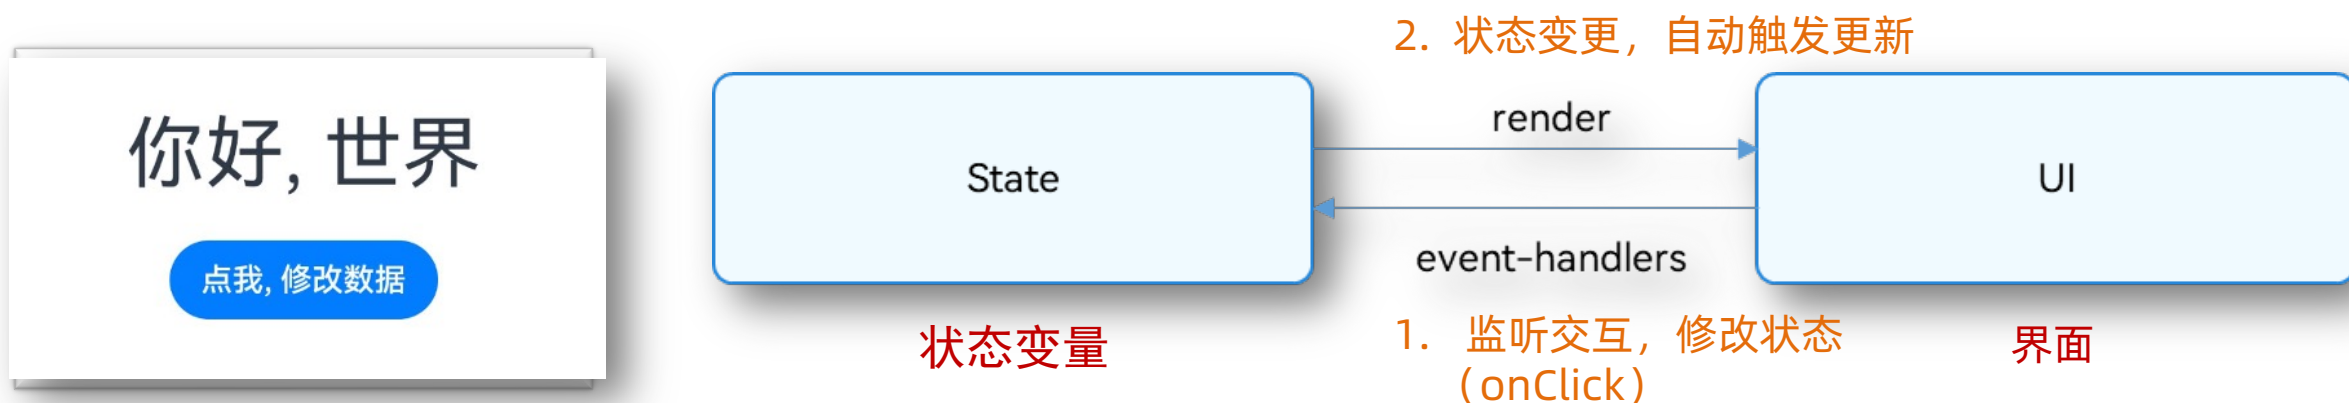 你好, 世界
点我, 修改数据
State
状态变量
2. 状态变更，自动触发更新
render
event-handlers
1. 监听交互，修改状态
（onClick）
UI
界面